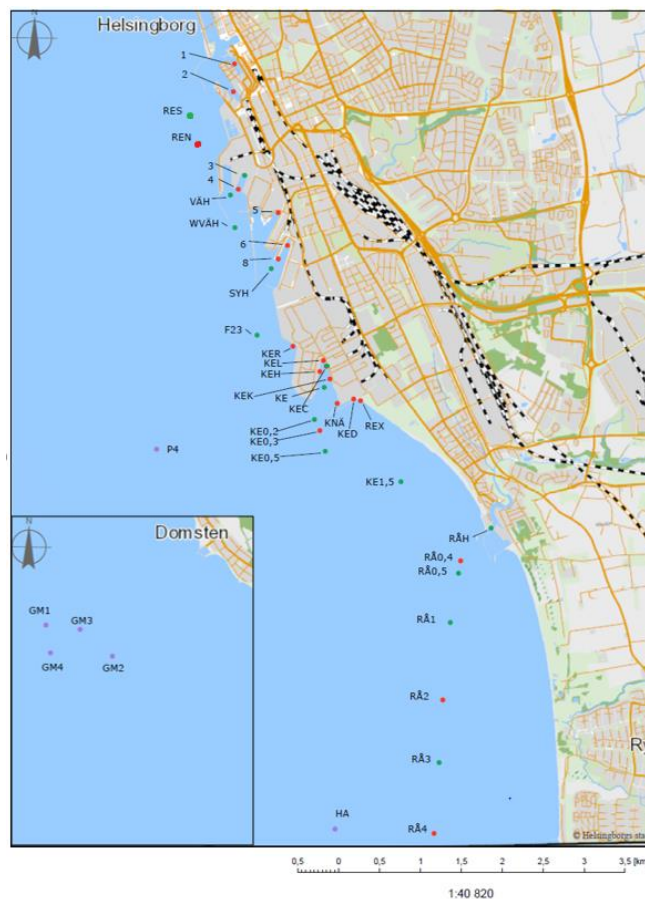 Helsingborg
N
1
2
RES
REN
3
4
VÄH
5
WVÄH
6
8
SYH
F23
KER
KEL
KEH
KEK
KE
KEC
KNÄ
KED
REX
KE0,2
KE0,3
KE0,5
P4
KE1,5
N
Domsten
GM1
GM3
GM4
GM2
RÅH
RÅ0,4
RÅ0,5
RÅ1
RÅ2
Ry
RÅ3
HA
RÅ4
© Helsingborgs sta
0,5 0 0,5 1 1,5 2 2,5 3 3,5 [km
1:40 820